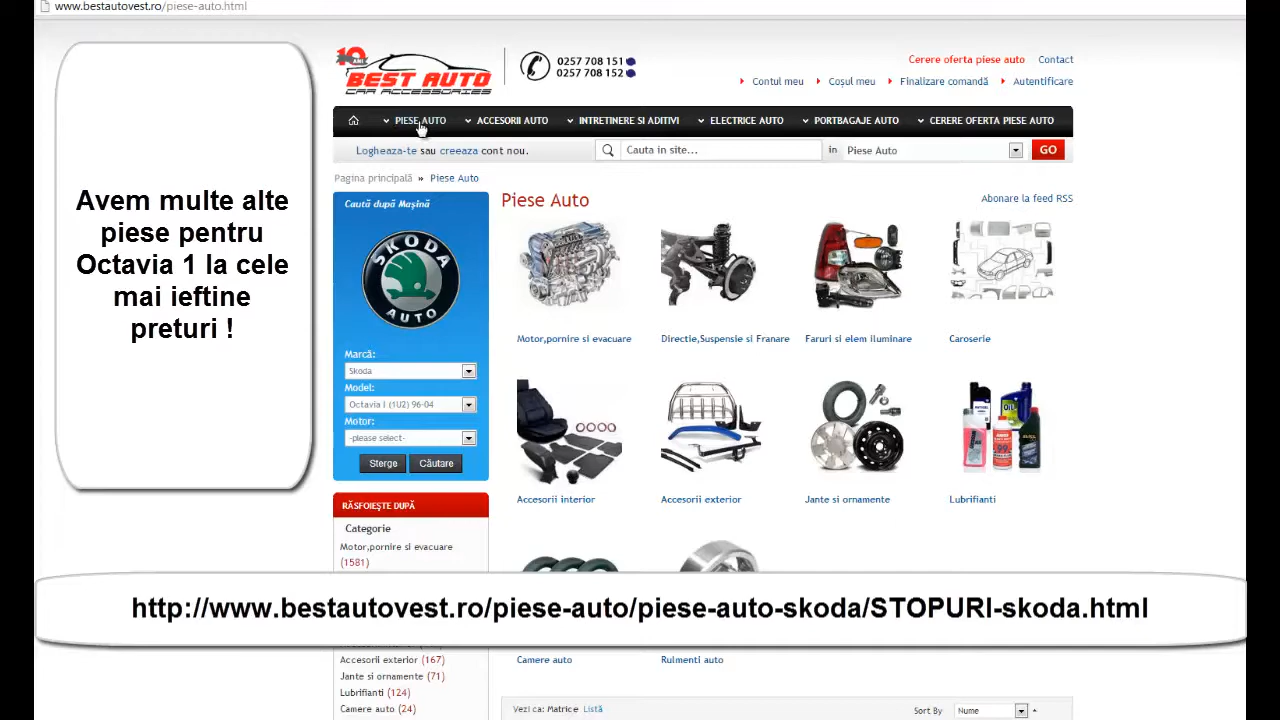 www.bestautovest.ro/piese-auto.html
Avem multe alte
piese pentru
Octavia 1 la cele
mai ieftine
preturi !
10 ANI
BEST AUTO
CAR ACCESSORIES
0257 708 151
0257 708 152
Cerere oferta piese auto Contact
Contul meu Coşul meu Finalizare comandă Autentificare
PIESE AUTO ACCESORII AUTO INTRETINERE SI ADITIVI ELECTRICE AUTO PORTBAGAJE AUTO CERERE OFERTA PIESE AUTO
Logheaza-te sau creeaza cont nou. Cauta in site... in Piese Auto GO
Pagina principală » Piese Auto
Caută după Maşină
SKODA
AUTO
Marcă:
Skoda
Model:
Octavia I (1U2) 96-04
Motor:
-please select-
Sterge Căutare
RĂSFOIEŞTE DUPĂ
Categorie
Motor,pornire si evacuare
(1581)
Accesorii exterior (167)
Jante si ornamente (71)
Lubrifianti (124)
Camere auto (24)
Piese Auto Abonare la feed RSS
Motor,pornire si evacuare Directie,Suspensie si Franare Faruri si elem iluminare Caroserie
Accesorii interior Accesorii exterior Jante si ornamente Lubrifianti
http://www.bestautovest.ro/piese-auto/piese-auto-skoda/STOPURI-skoda.html
Camere auto Rulmenti auto
Vezi ca: Matrice Listă Sort By Nume